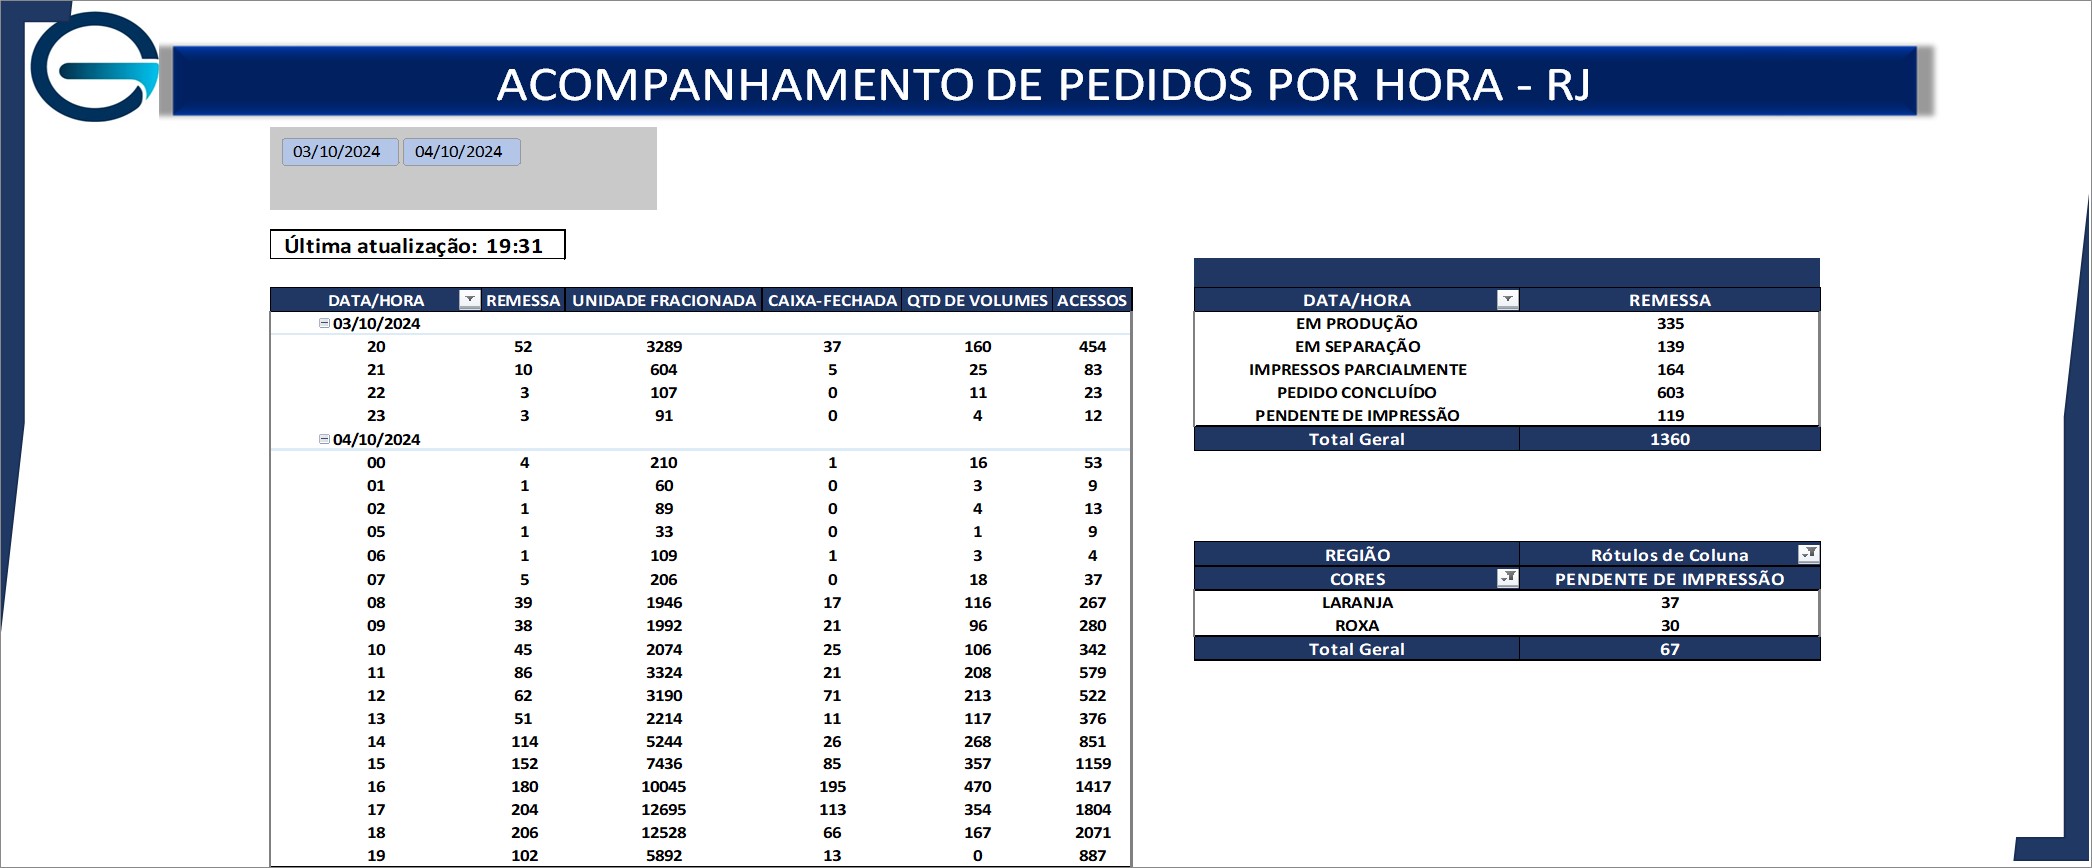 ACOMPANHAMENTO DE PEDIDOS POR HORA - RJ
03/10/2024 04/10/2024
Última atualização: 19:31
DATA/HORA REMESSA UNIDADE FRACIONADA CAIXA-FECHADA QTD DE VOLUMES ACESSOS
03/10/2024
20 52 3289 37 160 454
21 10 604 5 25 83
22 3 107 0 11 23
23 3 91 0 4 12
04/10/2024
00 4 210 1 16 53
01 1 60 0 3 9
02 1 89 0 4 13
05 1 33 0 1 9
06 1 109 1 3 4
07 5 206 0 18 37
08 39 1946 17 116 267
09 38 1992 21 96 280
10 45 2074 25 106 342
11 86 3324 21 208 579
12 62 3190 71 213 522
13 51 2214 11 117 376
14 114 5244 26 268 851
15 152 7436 85 357 1159
16 180 10045 195 470 1417
17 204 12695 113 354 1804
18 206 12528 66 167 2071
19 102 5892 13 0 887
DATA/HORA REMESSA
EM PRODUÇÃO 335
EM SEPARAÇÃO 139
IMPRESSOS PARCIALMENTE 164
PEDIDO CONCLUÍDO 603
PENDENTE DE IMPRESSÃO 119
Total Geral 1360
REGIÃO Rótulos de Coluna
CORES PENDENTE DE IMPRESSÃO
LARANJA 37
ROXA 30
Total Geral 67